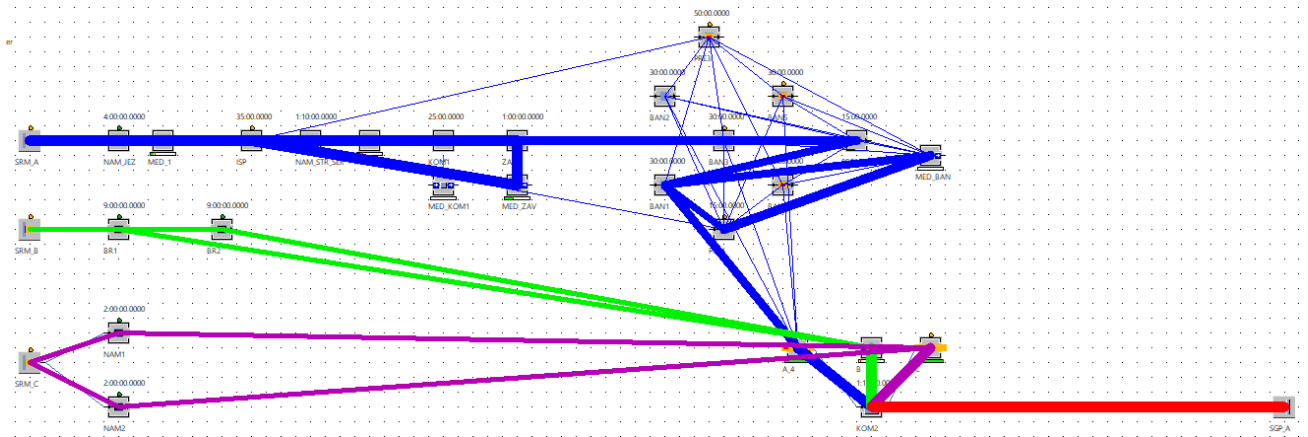 50:00.0000
er
PRE3
30:00.0000
30:00.0000
BAN2
4:00:00.0000
35:00.0000
1:10:00.0000
25:00.0000
1:00:00.0000
15:00.0000
SRM_A
NAM_JEZ
MED_1
ISP
NAM_STR_SER
KOM1
BAN3
MED_BAN
30:00.0000
BAN1
MED_KOM1
MED_ZAV
9:00:00.0000
9:00:00.0000
15:00.0000
SRM_B
BR1
BR2
2:00:00.0000
NAM1
A_4
B
SRM_C
2:00:00.0000
NAM2
KOM2
SGP_A